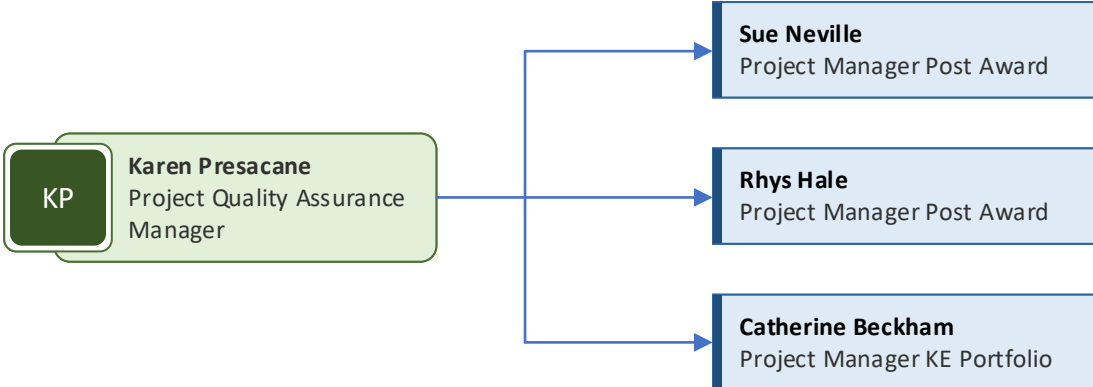 Sue Neville
Project Manager Post Award
KP
Karen Presacane
Project Quality Assurance
Manager
Rhys Hale
Project Manager Post Award
Catherine Beckham
Project Manager KE Portfolio